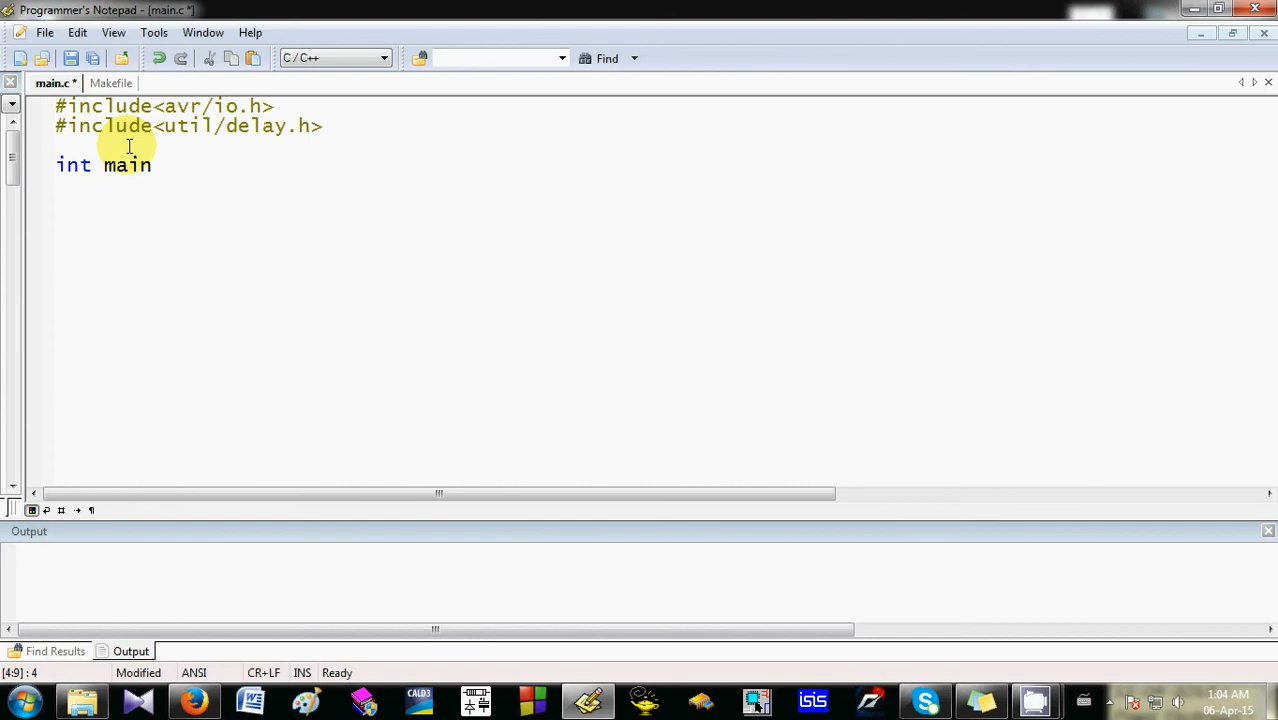 Programmer's Notepad - [main.c *]
File Edit View Tools Window Help
C / C++ Find
main.c * Makefile
#include<avr/io.h>
#include<util/delay.h>
int main
Output
Find Results Output
[4:9] : 4 Modified ANSI CR+LF INS Ready
CALD3 isis 1:04 AM
06-Apr-15